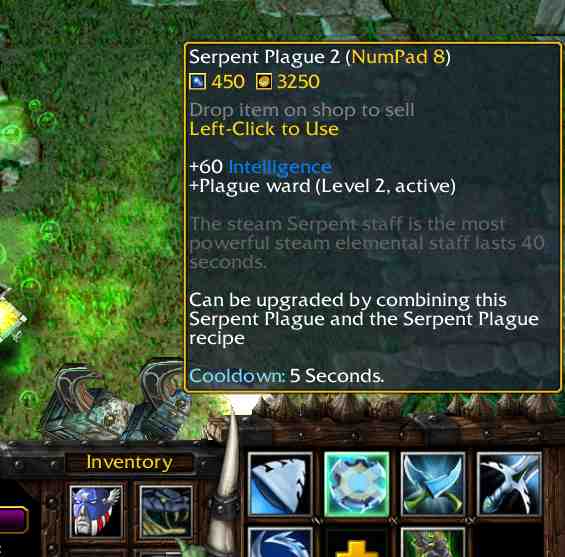 Serpent Plague 2 (NumPad 8)
450 3250
Drop item on shop to sell
Left-Click to Use
+60 Intelligence
+Plague ward (Level 2, active)
The steam Serpent staff is the most
powerful steam elemental staff lasts 40
seconds.
Can be upgraded by combining this
Serpent Plague and the Serpent Plague
recipe
Cooldown: 5 Seconds.
Inventory